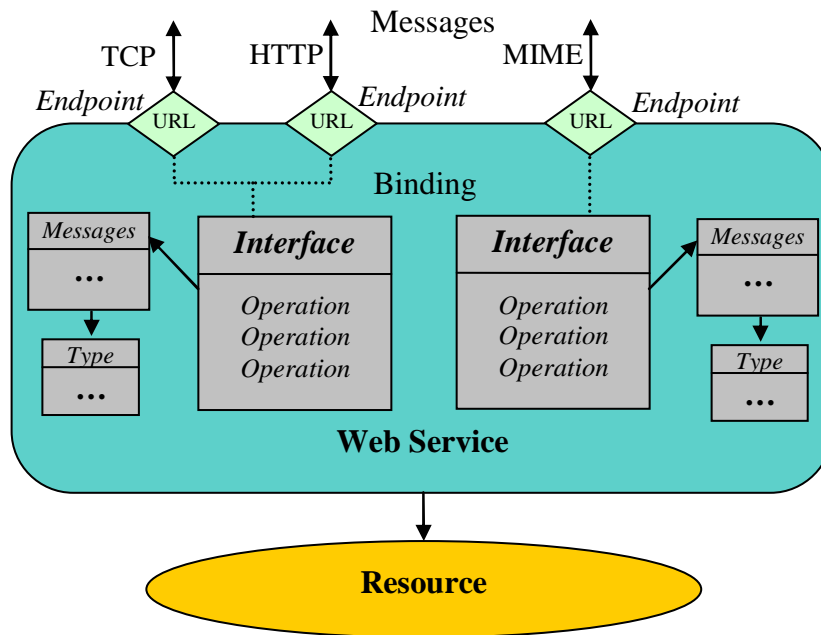 Messages
TCP
HTTP
MIME
Endpoint
Endpoint
Endpoint
URL
URL
URL
Binding
Messages
...
Type
...
Interface
Operation
Operation
Operation
Interface
Operation
Operation
Operation
Messages
...
Type
...
Web Service
Resource